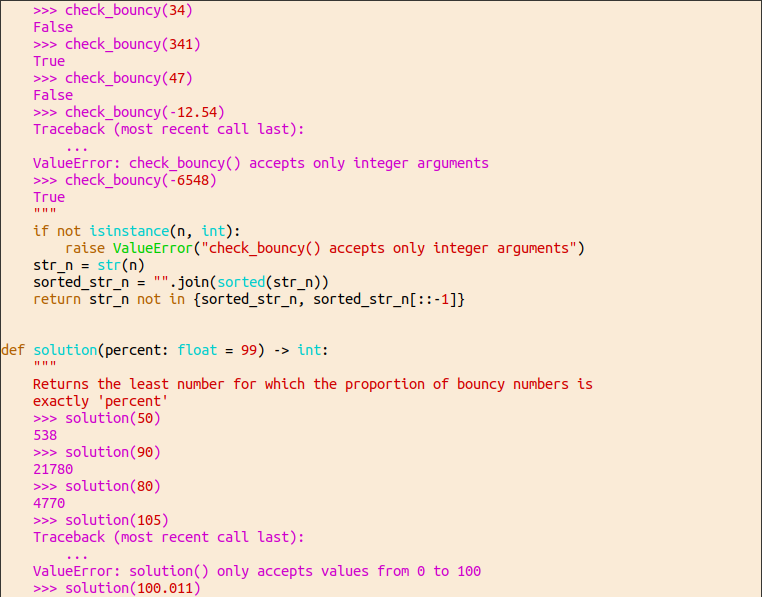 >>> check_bouncy(34)
    False
    >>> check_bouncy(341)
    True
    >>> check_bouncy(47)
    False
    >>> check_bouncy(-12.54)
    Traceback (most recent call last):
        ...
    ValueError: check_bouncy() accepts only integer arguments
    >>> check_bouncy(-6548)
    True
    """
    if not isinstance(n, int):
        raise ValueError("check_bouncy() accepts only integer arguments")
    str_n = str(n)
    sorted_str_n = "".join(sorted(str_n))
    return str_n not in {sorted_str_n, sorted_str_n[::-1]}


def solution(percent: float = 99) -> int:
    """
    Returns the least number for which the proportion of bouncy numbers is
    exactly 'percent'
    >>> solution(50)
    538
    >>> solution(90)
    21780
    >>> solution(80)
    4770
    >>> solution(105)
    Traceback (most recent call last):
        ...
    ValueError: solution() only accepts values from 0 to 100
    >>> solution(100.011)